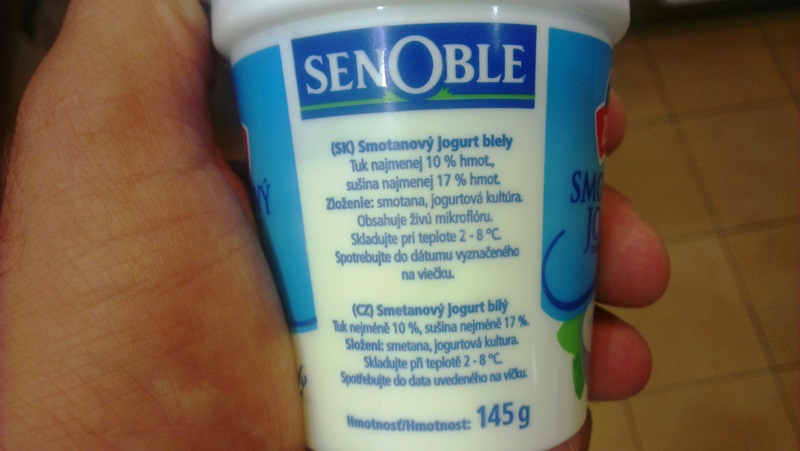 SENOBLE
(SK) Smotanový jogurt biely
Tuk najmenej 10 % hmot.,
sušina najmenej 17 % hmot.
Zloženie: smotana, jogurtová kultúra.
Obsahuje živú mikroflóru.
Skladujte pri teplote 2 - 8 °C.
Spotrebujte do dátumu vyznačeného
na viečku.
(CZ) Smetanový jogurt bílý
Tuk nejméně 10 %, sušina nejméně 17 %.
Složení: smetana, jogurtová kultura.
Skladujte při teplotě 2 - 8 °C.
Spotřebujte do data uvedeného na víčku.
Hmotnosť/Hmotnost: 145 g